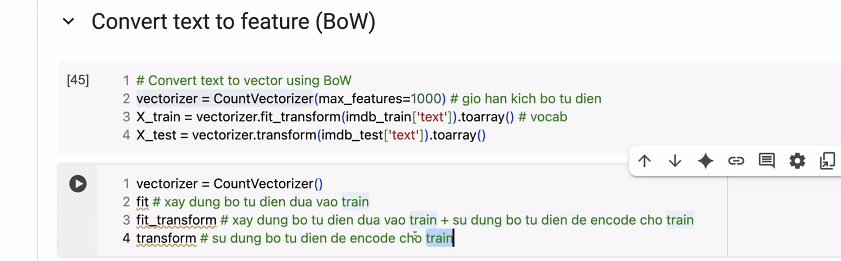 Convert text to feature (BoW)
[45]
1 # Convert text to vector using BoW
2 vectorizer = CountVectorizer(max_features=1000) # gio han kich bo tu dien
3 X_train = vectorizer.fit_transform(imdb_train['text']).toarray() # vocab
4 X_test = vectorizer.transform(imdb_test['text']).toarray()
1 vectorizer = CountVectorizer()
2 fit # xay dung bo tu dien dua vao train
3 fit_transform # xay dung bo tu dien dua vao train + su dung bo tu dien de encode cho train
4 transform # su dung bo tu dien de encode cho train